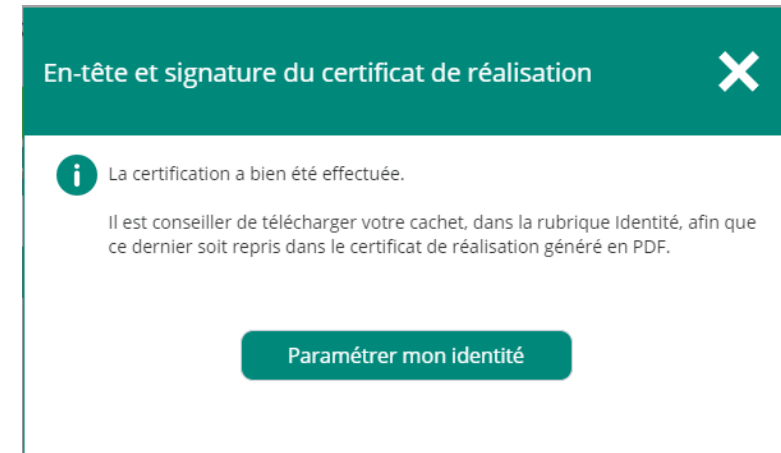 En-tête et signature du certificat de réalisation
La certification a bien été effectuée.
Il est conseiller de télécharger votre cachet, dans la rubrique Identité, afin que
ce dernier soit repris dans le certificat de réalisation généré en PDF.
Paramétrer mon identité